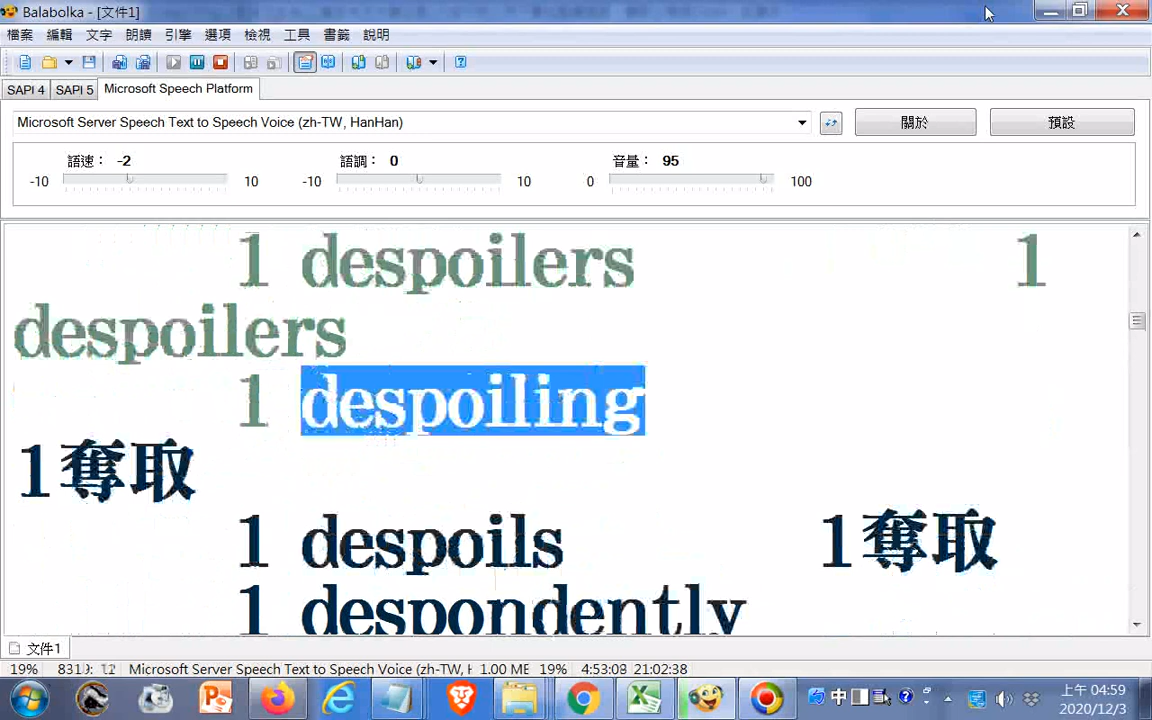 Balabolka - [文件1]
檔案 編輯 文字 朗讀 引擎 選項 檢視 工具 書籤 說明
SAPI 4 SAPI 5 Microsoft Speech Platform
Microsoft Server Speech Text to Speech Voice (zh-TW, HanHan) 關於 預設
語速： -2 語調： 0 音量： 95
-10 10 -10 10 0 100
1 despoilers 1
despoilers
1 despoiling
1奪取
1 despoils 1奪取
1 despondently
文件1
19% Microsoft Server Speech Text to Speech Voice (zh-TW, 1.00 ME 19% 21:02:38
中 上午 04:59
2020/12/3